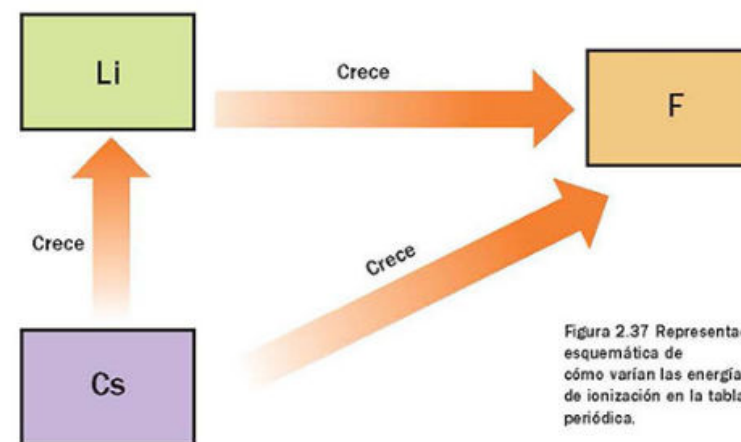 Li
Crece
F
Crece
Crece
Cs
Figura 2.37
esquemática de
cómo varían las
de ionización en la tabla
periódica.